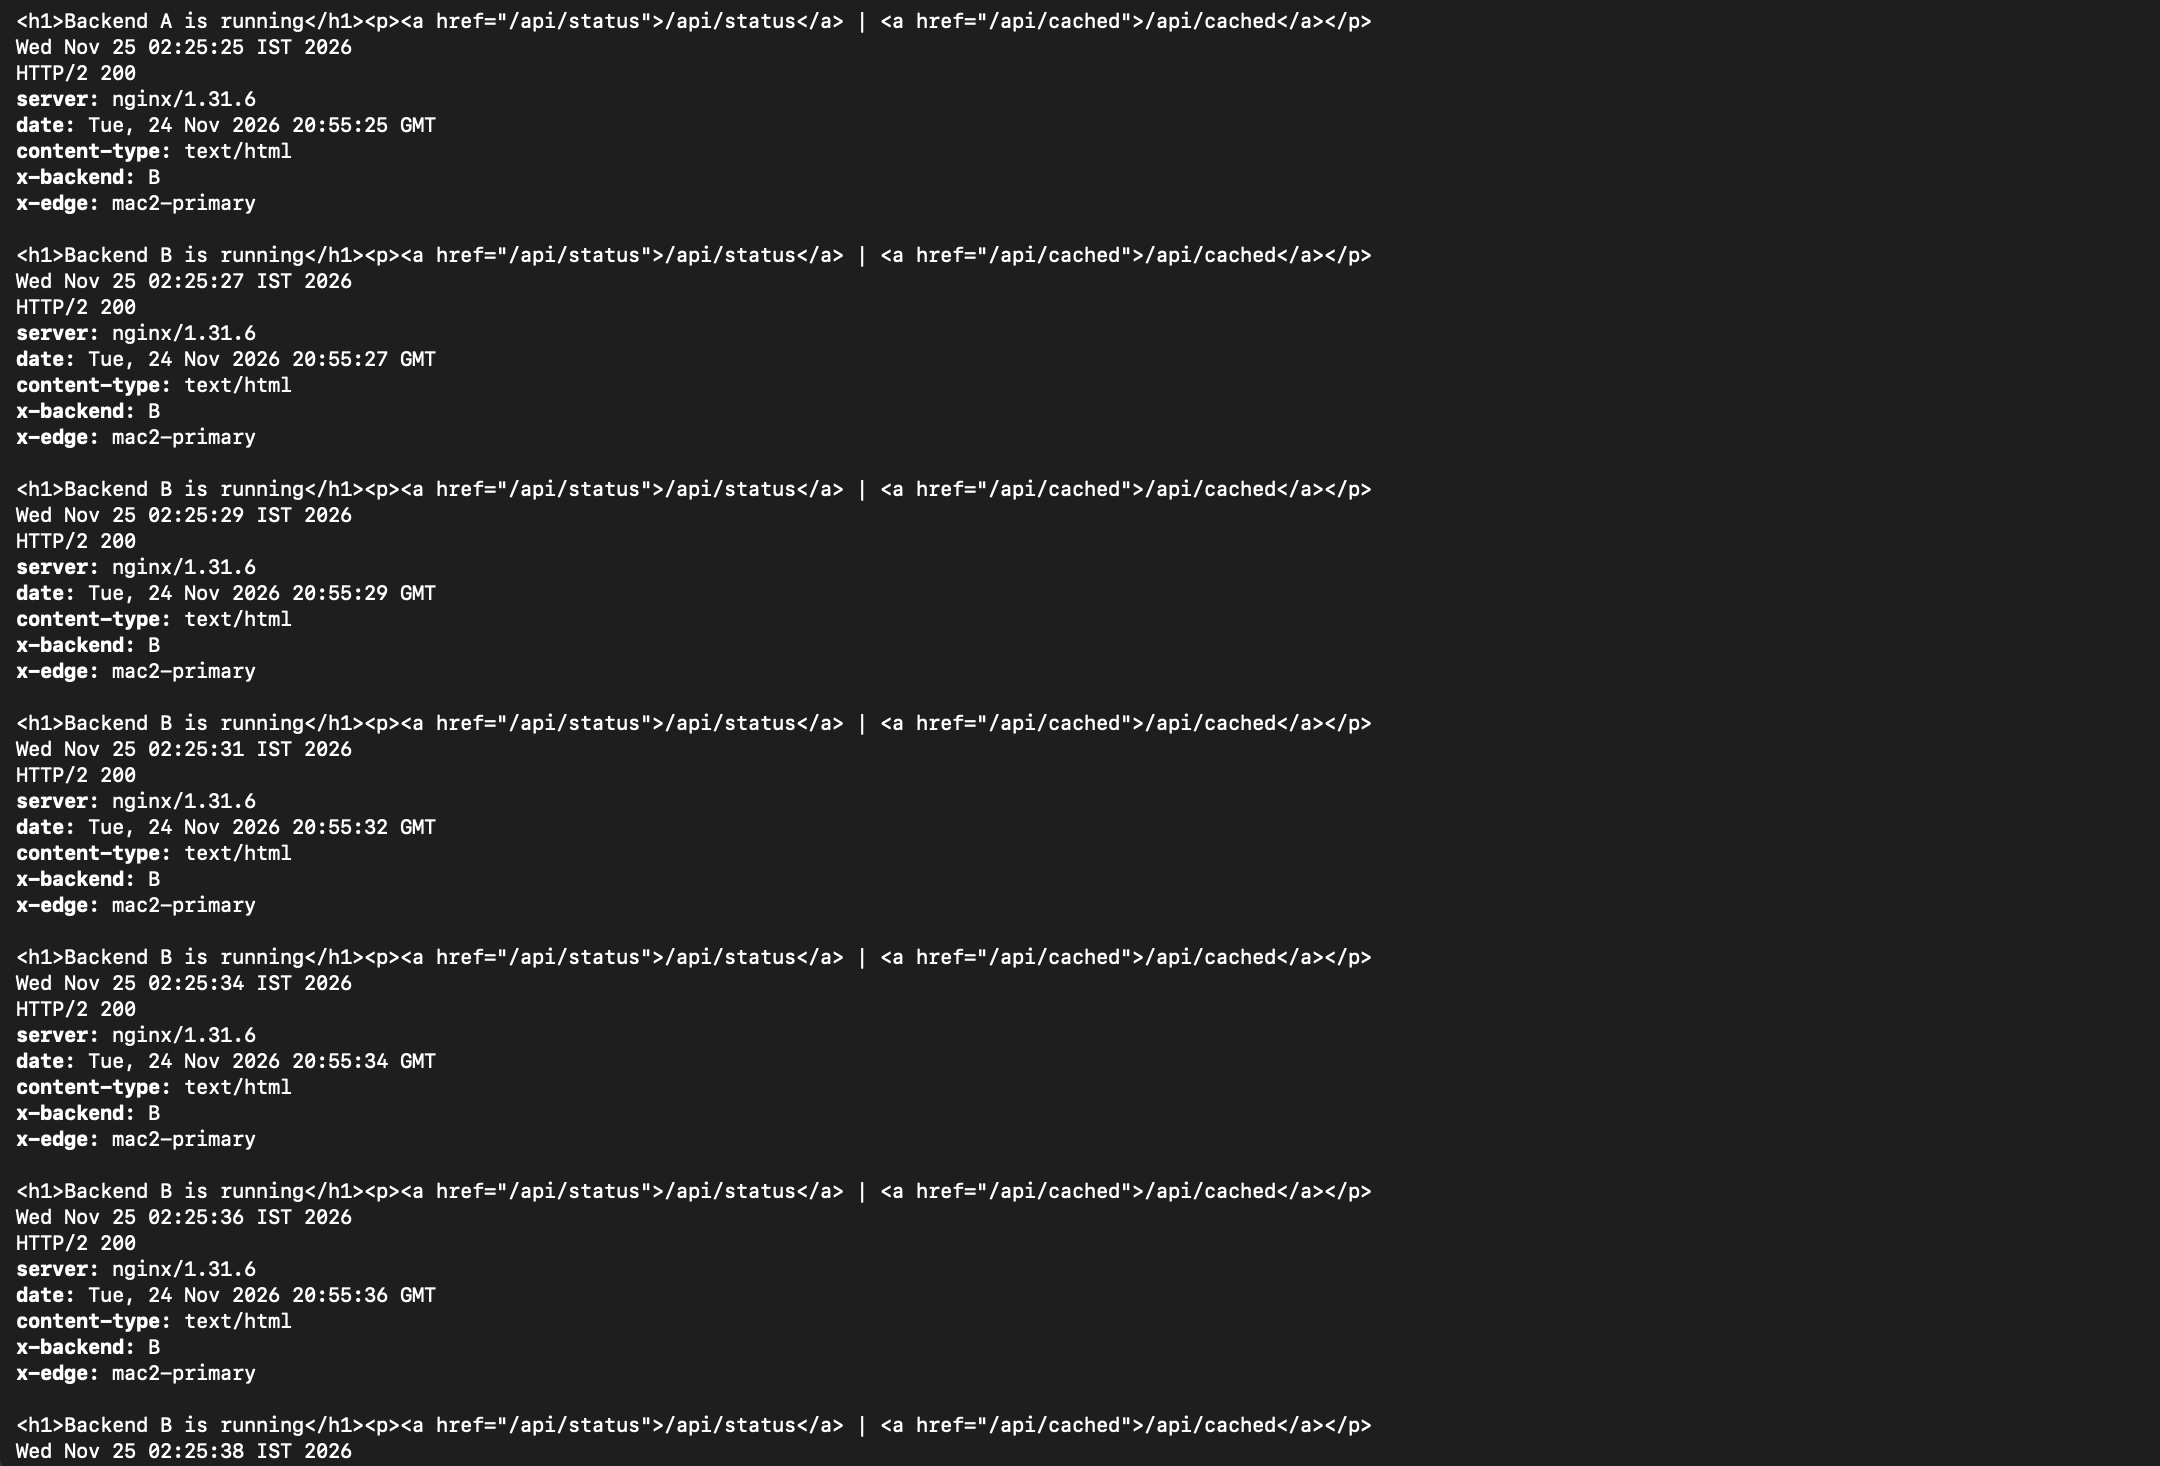 <h1>Backend A is running</h1><p><a href="/api/status">/api/status</a> | <a href="/api/cached">/api/cached</a></p>
Wed Nov 25 02:25:25 IST 2026
HTTP/2 200
server: nginx/1.31.6
date: Tue, 24 Nov 2026 20:55:25 GMT
content-type: text/html
x-backend: B
x-edge: mac2-primary

<h1>Backend B is running</h1><p><a href="/api/status">/api/status</a> | <a href="/api/cached">/api/cached</a></p>
Wed Nov 25 02:25:27 IST 2026
HTTP/2 200
server: nginx/1.31.6
date: Tue, 24 Nov 2026 20:55:27 GMT
content-type: text/html
x-backend: B
x-edge: mac2-primary

<h1>Backend B is running</h1><p><a href="/api/status">/api/status</a> | <a href="/api/cached">/api/cached</a></p>
Wed Nov 25 02:25:29 IST 2026
HTTP/2 200
server: nginx/1.31.6
date: Tue, 24 Nov 2026 20:55:29 GMT
content-type: text/html
x-backend: B
x-edge: mac2-primary

<h1>Backend B is running</h1><p><a href="/api/status">/api/status</a> | <a href="/api/cached">/api/cached</a></p>
Wed Nov 25 02:25:31 IST 2026
HTTP/2 200
server: nginx/1.31.6
date: Tue, 24 Nov 2026 20:55:32 GMT
content-type: text/html
x-backend: B
x-edge: mac2-primary

<h1>Backend B is running</h1><p><a href="/api/status">/api/status</a> | <a href="/api/cached">/api/cached</a></p>
Wed Nov 25 02:25:34 IST 2026
HTTP/2 200
server: nginx/1.31.6
date: Tue, 24 Nov 2026 20:55:34 GMT
content-type: text/html
x-backend: B
x-edge: mac2-primary

<h1>Backend B is running</h1><p><a href="/api/status">/api/status</a> | <a href="/api/cached">/api/cached</a></p>
Wed Nov 25 02:25:36 IST 2026
HTTP/2 200
server: nginx/1.31.6
date: Tue, 24 Nov 2026 20:55:36 GMT
content-type: text/html
x-backend: B
x-edge: mac2-primary

<h1>Backend B is running</h1><p><a href="/api/status">/api/status</a> | <a href="/api/cached">/api/cached</a></p>
Wed Nov 25 02:25:38 IST 2026